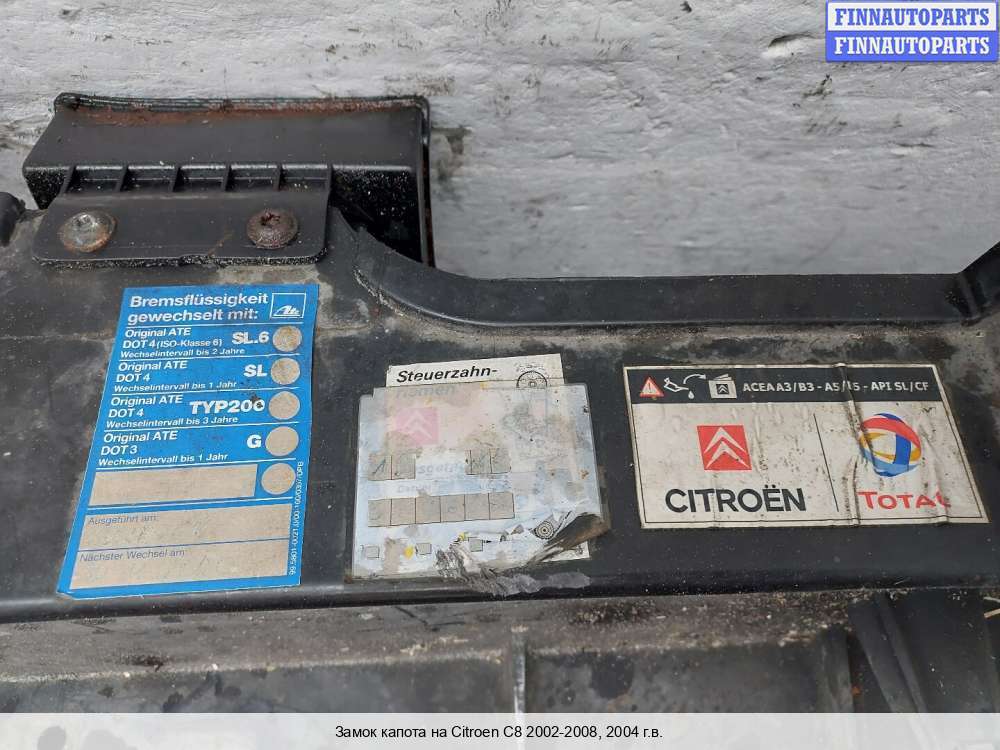 FINNAUTOPARTS
FINNAUTOPARTS
Bremsflüssigkeit
gewechselt mit:
Ate
Original ATE
DOT 4 (ISO-Klasse 6) SL.6
Wechselintervall bis 2 Jahre
Original ATE
DOT 4 SL
Wechselintervall bis 1 Jahr
Original ATE
DOT 4 TYP200
Wechselintervall bis 3 Jahre
Original ATE
DOT 3 G
Wechselintervall bis 1 Jahr
Ausgeführt am:
Nächster Wechsel am:
Steuerzahn-
ACEA A3/B3 - A5/ - API SL/CF
CITROËN
TOTAL
Замок капота на Citroen C8 2002-2008, 2004 г.в.